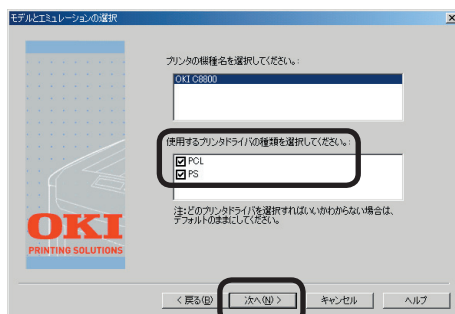 モデルとエミュレーションの選択
プリンタの機種名を選択してください。:
OKI C8800
使用するプリンタドライバの種類を選択してください。:
PCL
PS
注:どのプリンタドライバを選択すればいいかわからない場合は、
デフォルトのままにしてください。
OKI
PRINTING SOLUTIONS
< 戻る(B)
次へ(N) >
キャンセル
ヘルプ